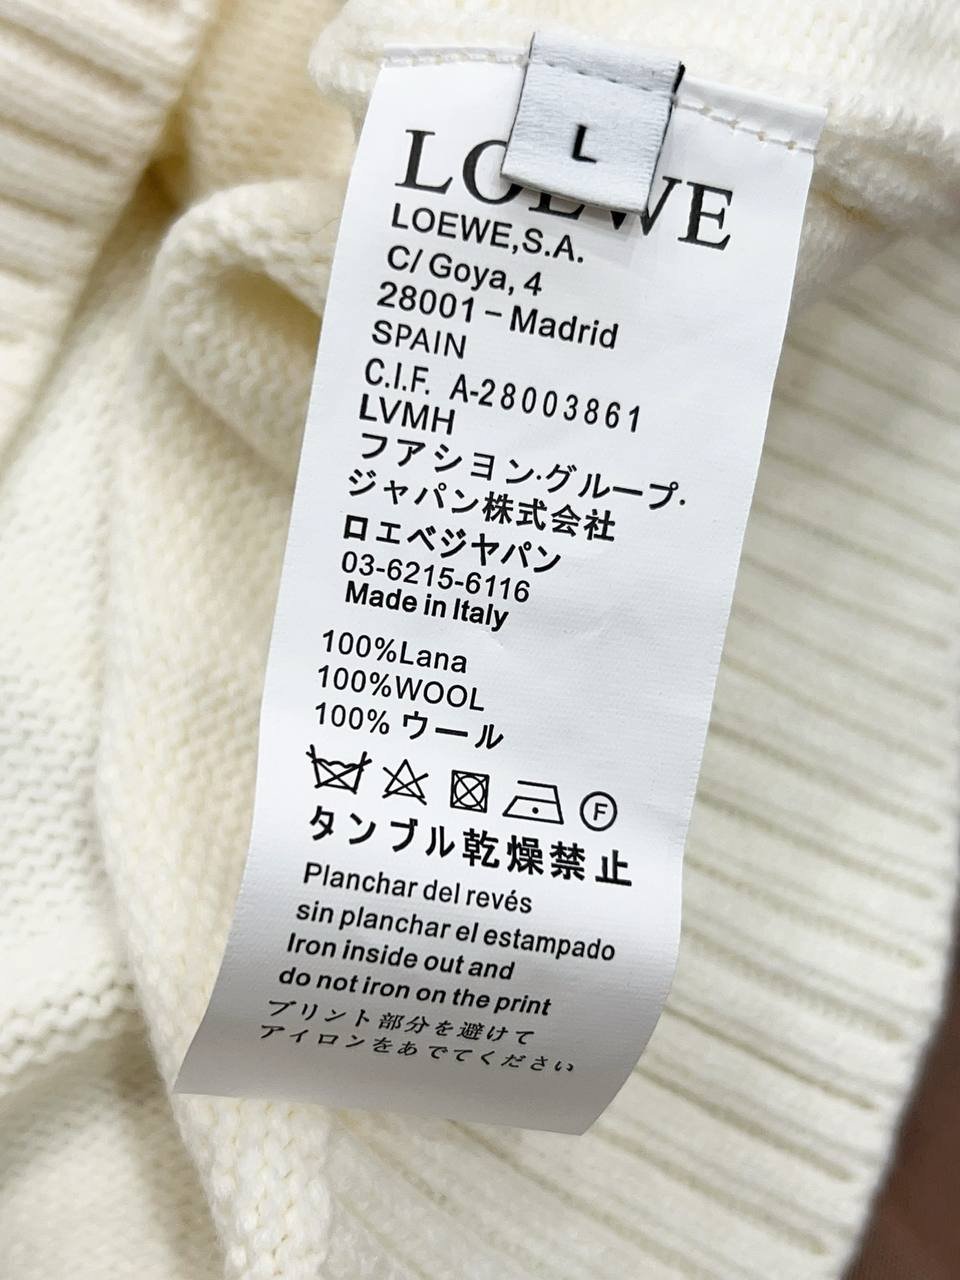 L
LOEWE
LOEWE,S.A.
C/ Goya, 4
28001 – Madrid
SPAIN
C.I.F. A-28003861
LVMH
フアシヨン·グループ·
ジャパン株式会社
ロエベジヤパン
03-6215-6116
Made in Italy
100%Lana
100%WOOL
100% ウール
F
タンブル乾燥禁止
Planchar del revés
sin planchar el estampado
Iron inside out and
do not iron on the print
プリント部分を避けて
アイロンをあでてください